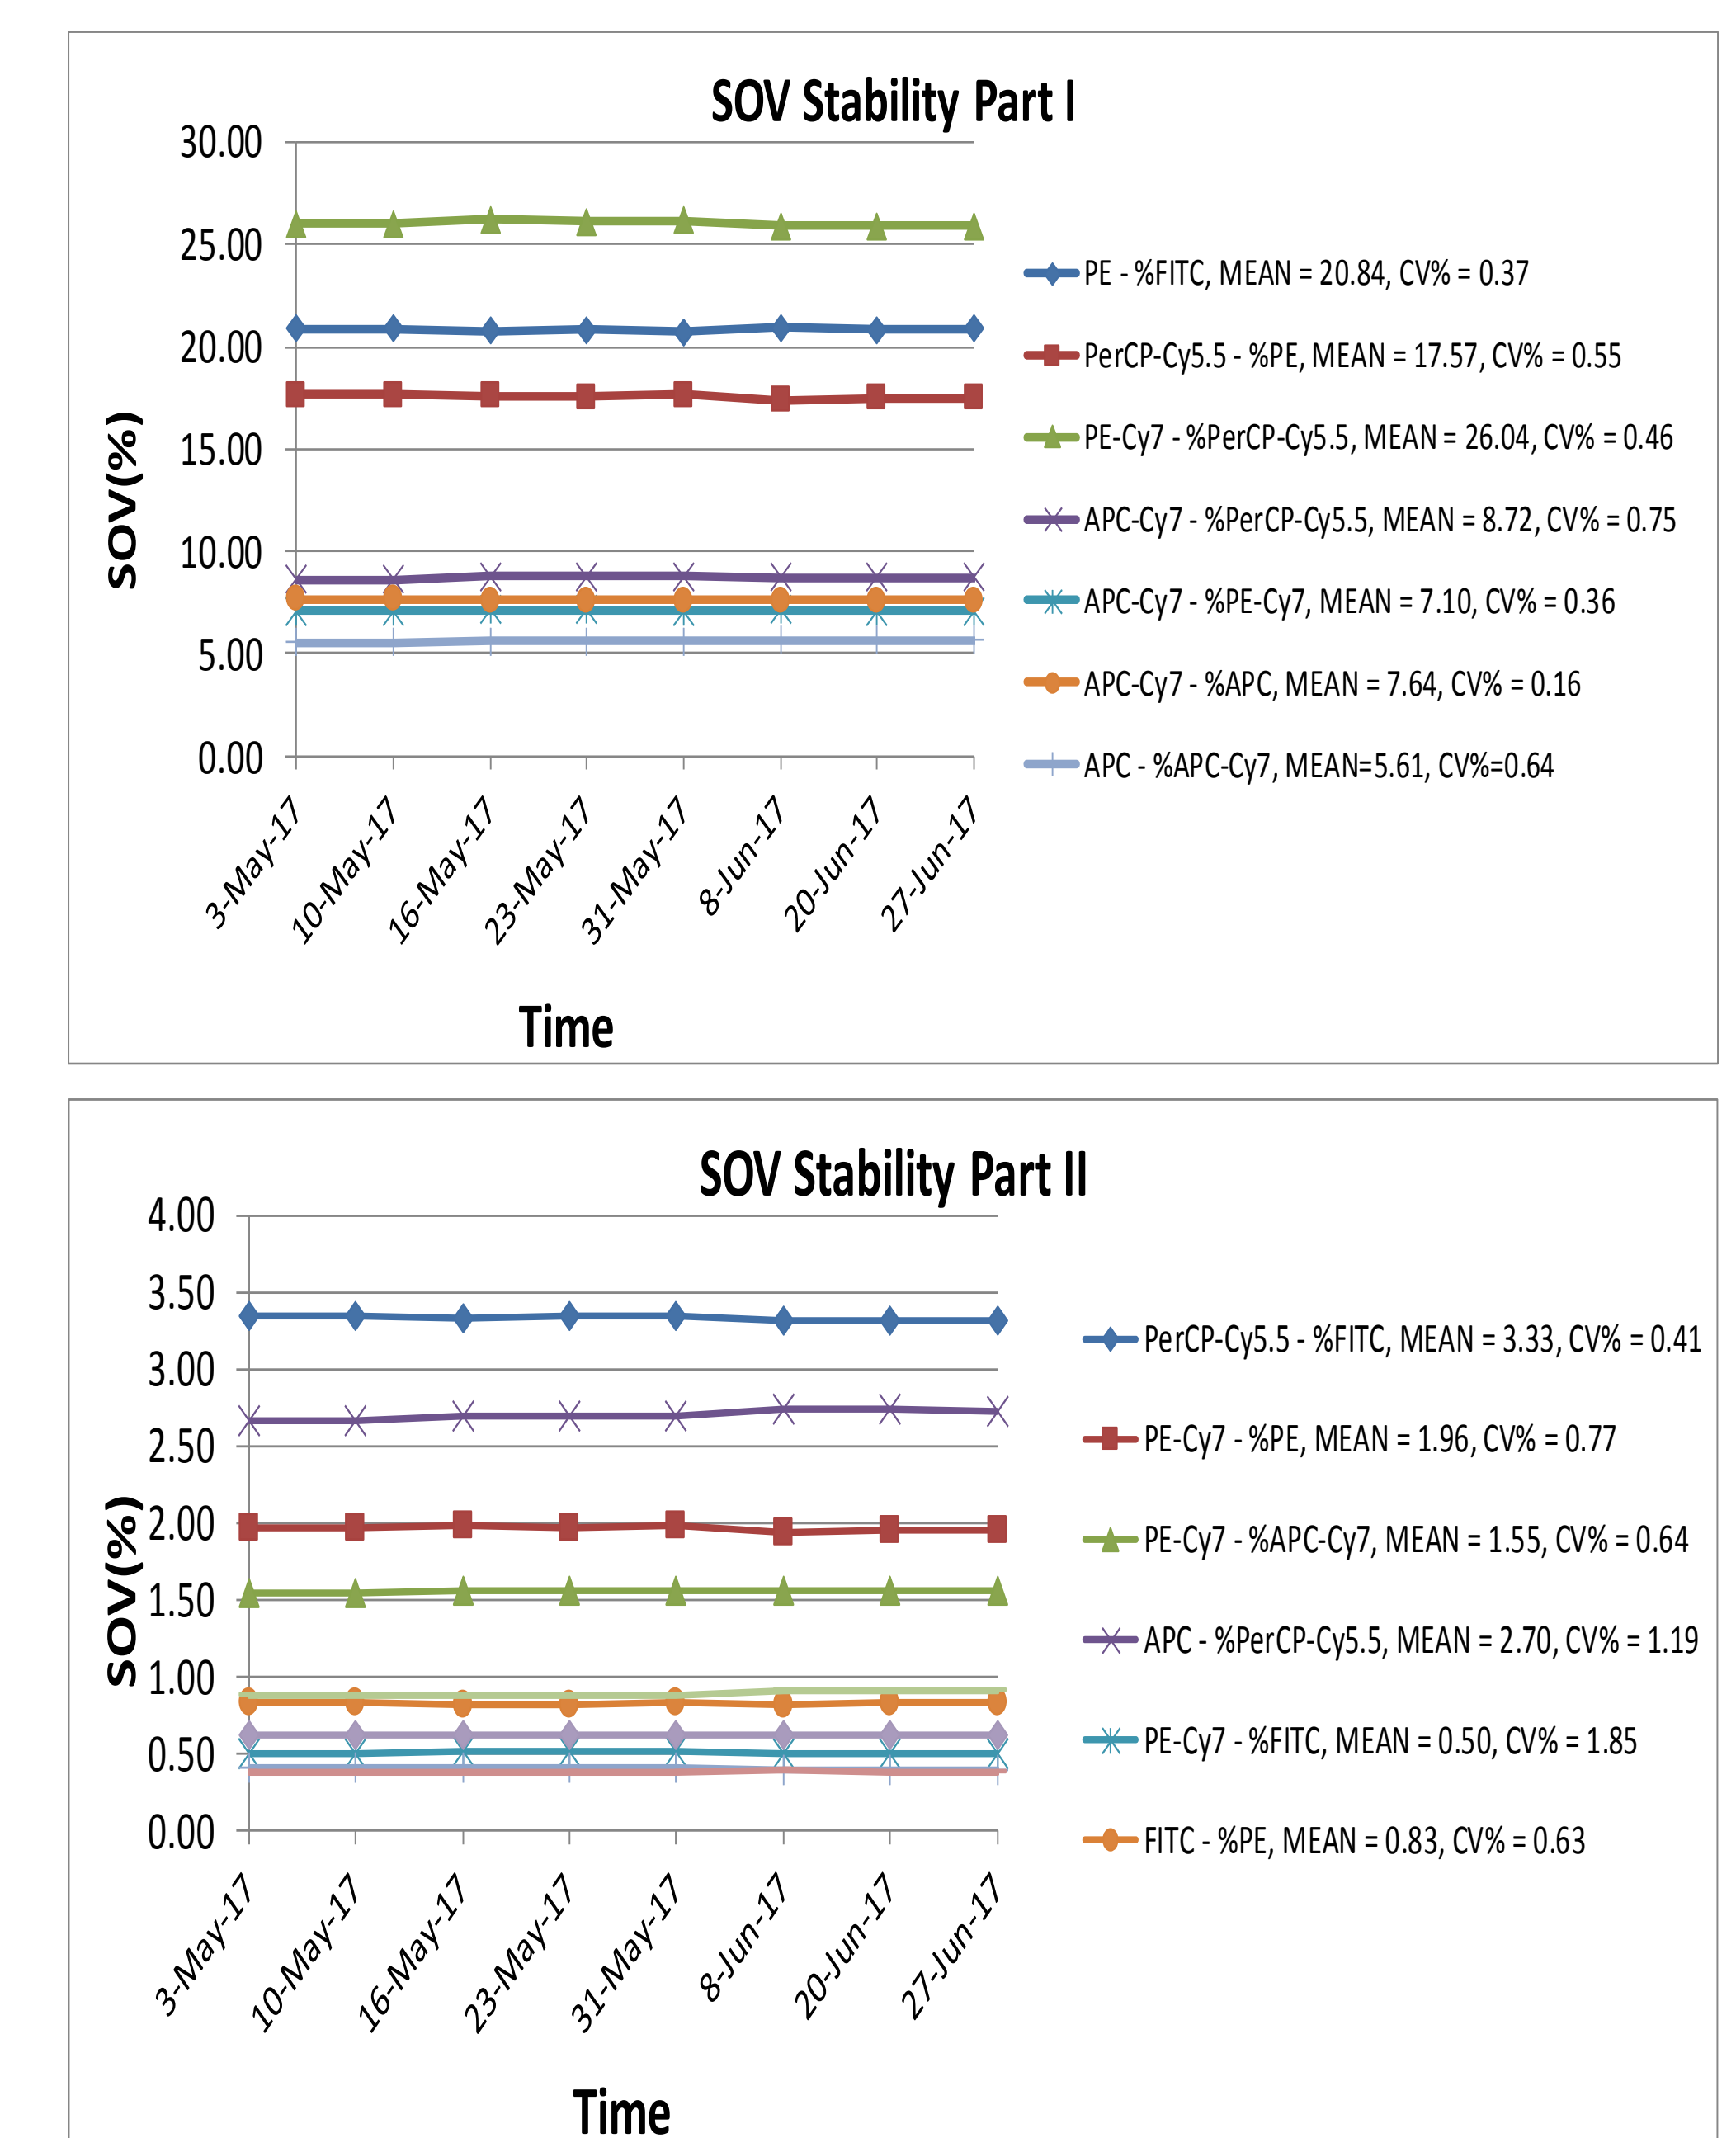 SOV Stability Part I
30.00
25.00
20.00
15.00
10.00
5.00
0.00
SOV(%)
3-May-17
10-May-17
16-May-17
23-May-17
31-May-17
8-Jun-17
20-Jun-17
27-Jun-17
Time
PE - %FITC, MEAN = 20.84, CV% = 0.37
PerCP-Cy5.5 - %PE, MEAN = 17.57, CV% = 0.55
PE-Cy7 - %PerCP-Cy5.5, MEAN = 26.04, CV% = 0.46
APC-Cy7 - %PerCP-Cy5.5, MEAN = 8.72, CV% = 0.75
APC-Cy7 - %PE-Cy7, MEAN = 7.10, CV% = 0.36
APC-Cy7 - %APC, MEAN = 7.64, CV% = 0.16
APC - %APC-Cy7, MEAN=5.61, CV%=0.64
SOV Stability Part II
4.00
3.50
3.00
2.50
2.00
1.50
1.00
0.50
0.00
SOV(%)
3-May-17
10-May-17
16-May-17
23-May-17
31-May-17
8-Jun-17
20-Jun-17
27-Jun-17
Time
PerCP-Cy5.5 - %FITC, MEAN = 3.33, CV% = 0.41
PE-Cy7 - %PE, MEAN = 1.96, CV% = 0.77
PE-Cy7 - %APC-Cy7, MEAN = 1.55, CV% = 0.64
APC - %PerCP-Cy5.5, MEAN = 2.70, CV% = 1.19
PE-Cy7 - %FITC, MEAN = 0.50, CV% = 1.85
FITC - %PE, MEAN = 0.83, CV% = 0.63